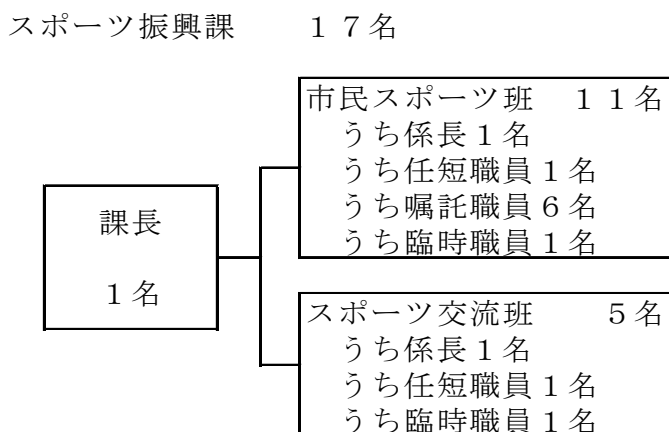 スポーツ振興課　　１７名
市民スポーツ班　１１名
うち係長１名
うち任短職員１名
うち嘱託職員６名
うち臨時職員１名
課長
１名
スポーツ交流班　　５名
うち係長１名
うち任短職員１名
うち臨時職員１名